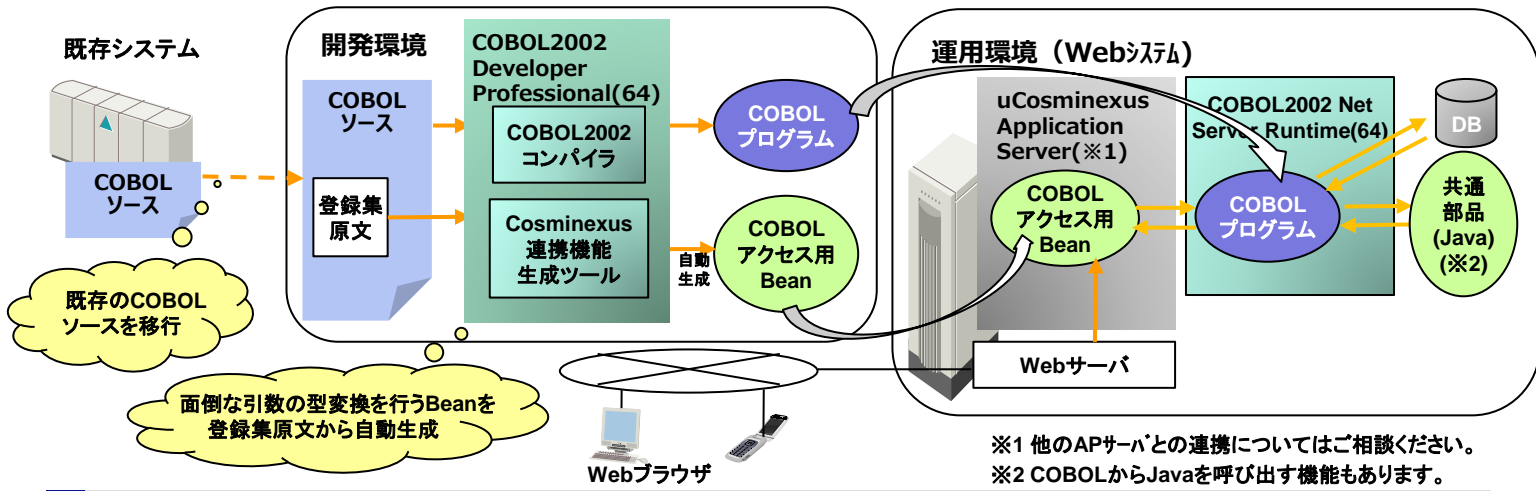 既存システム
COBOL
ソース
既存のCOBOL
ソースを移行
開発環境
COBOL
ソース
登録集
原文
COBOL2002
Developer
Professional(64)
COBOL2002
コンパイラ
Cosminexus
連携機能
生成ツール
自動
生成
COBOL
プログラム
COBOL
アクセス用
Bean
面倒な引数の型変換を行うBeanを
登録集原文から自動生成
Webブラウザ
運用環境（Webｼｽﾃﾑ)
uCosminexus
Application
Server(※1)
COBOL
アクセス用
Bean
COBOL2002 Net
Server Runtime(64)
COBOL
プログラム
DB
共通
部品
(Java)
(※2)
Webサーバ
※1 他のAPｻｰﾊﾞとの連携についてはご相談ください。
※2 COBOLからJavaを呼び出す機能もあります。